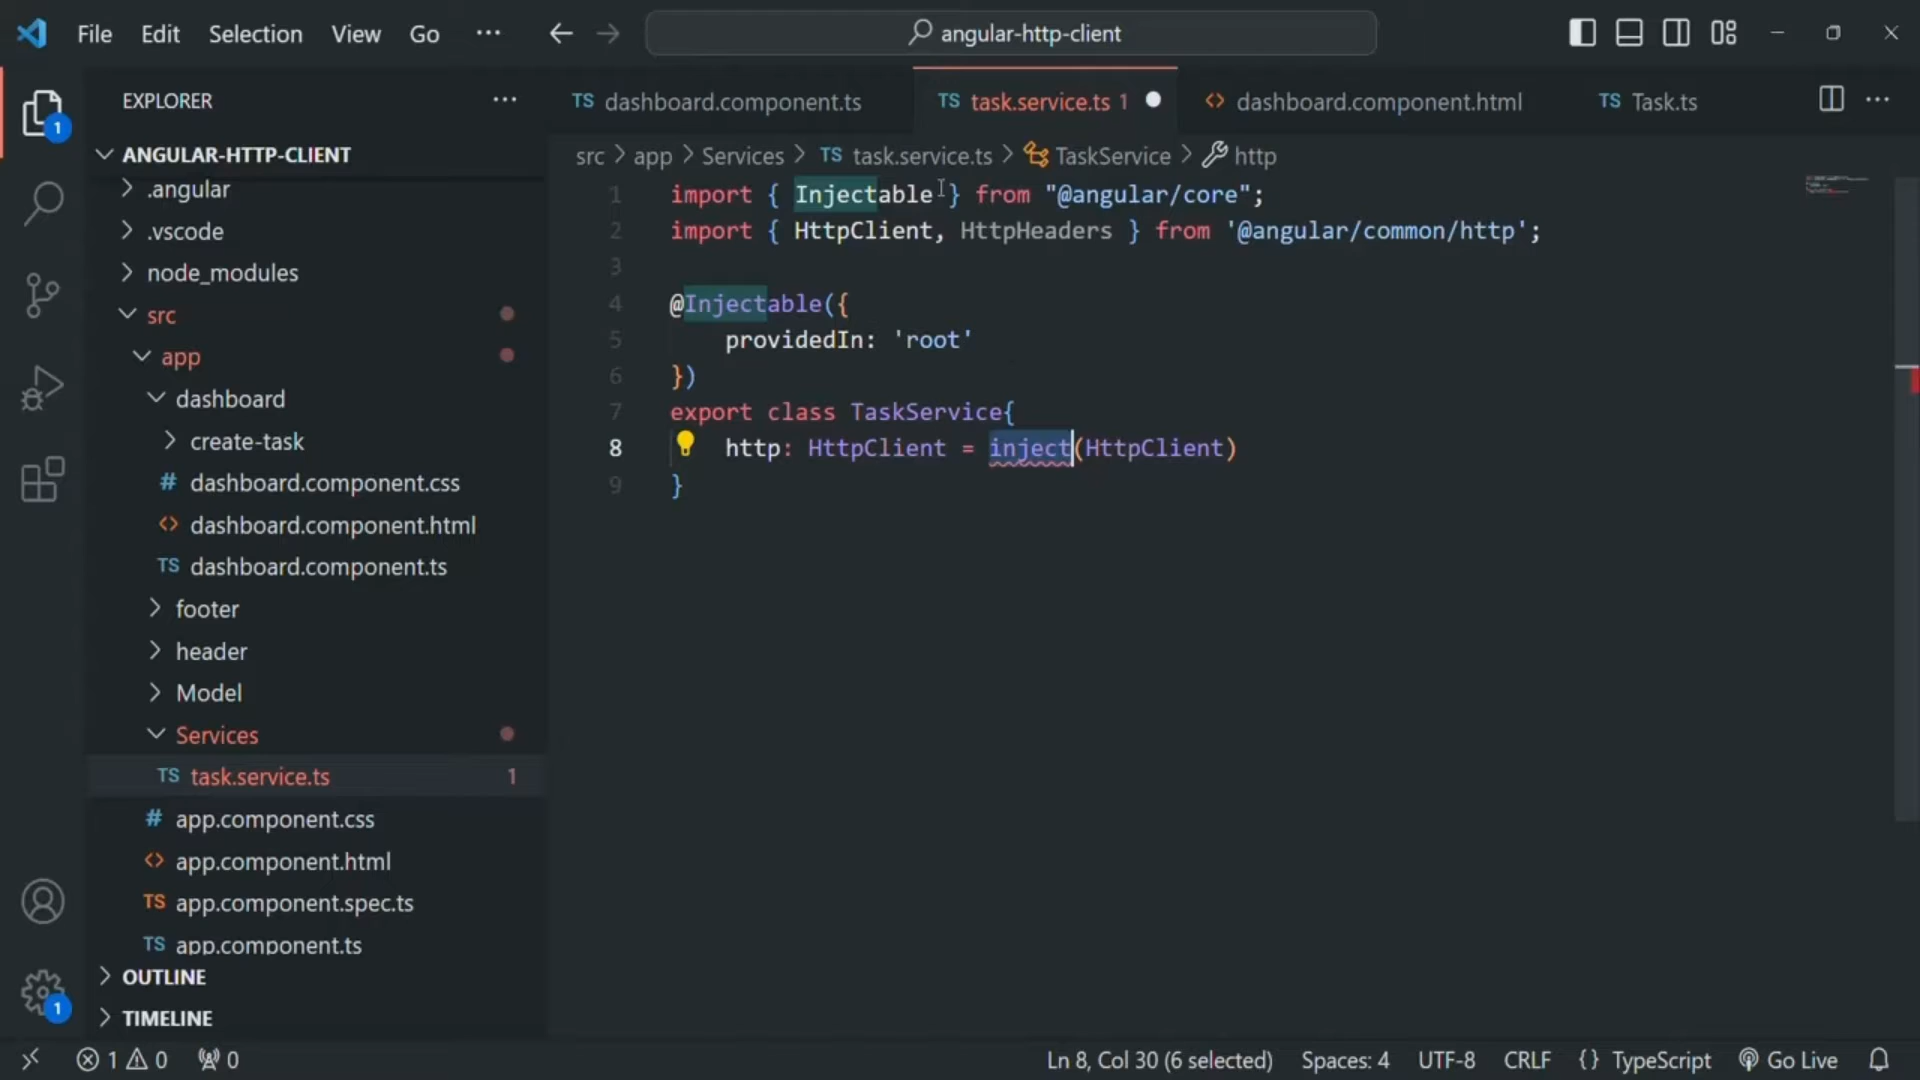 File Edit Selection View Go ··· angular-http-client
EXPLORER ···
1
ANGULAR-HTTP-CLIENT
.angular
.vscode
node_modules
src
app
dashboard
create-task
# dashboard.component.css
<> dashboard.component.html
TS dashboard.component.ts
footer
header
Model
Services
TS task.service.ts 1
# app.component.css
<> app.component.html
TS app.component.spec.ts
TS app.component.ts
OUTLINE
TIMELINE
1
TS dashboard.component.ts TS task.service.ts 1 <> dashboard.component.html TS Task.ts ···
src > app > Services > TS task.service.ts > TaskService > http
1 import { Injectable } from "@angular/core";
2 import { HttpClient, HttpHeaders } from '@angular/common/http';
3
4 @Injectable({
5 providedIn: 'root'
6 })
7 export class TaskService{
8 http: HttpClient = inject(HttpClient)
9 }
1 0 0 Ln 8, Col 30 (6 selected) Spaces: 4 UTF-8 CRLF {} TypeScript Go Live